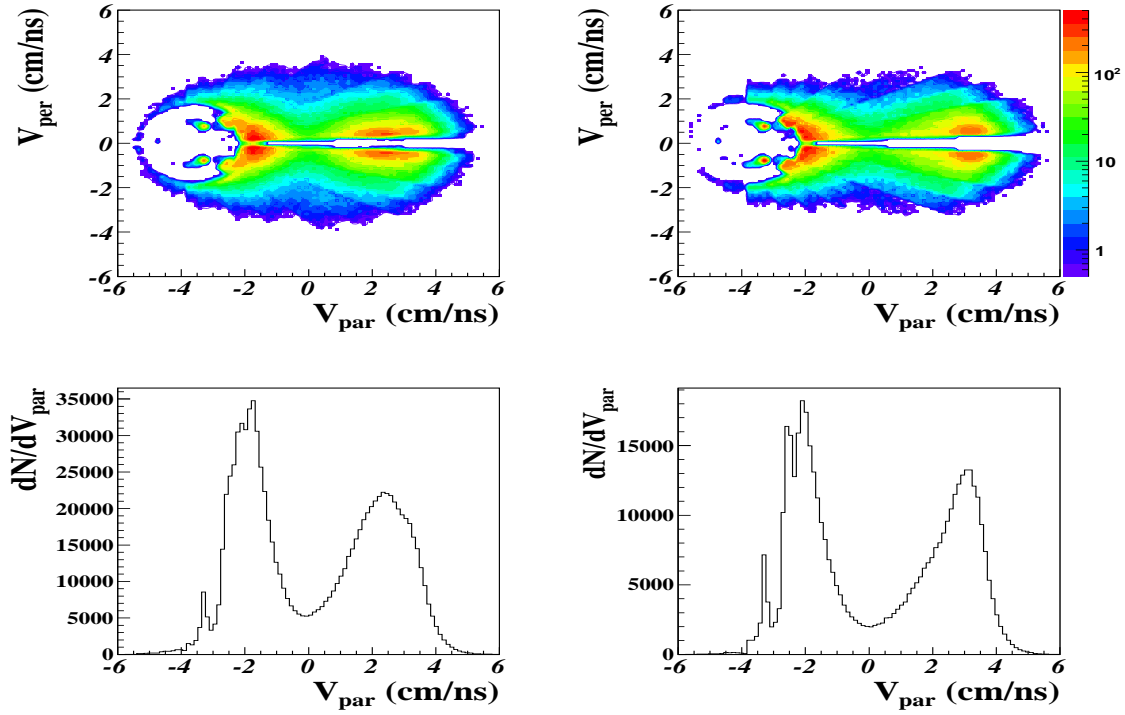 V_per (cm/ns)
6
4
2
0
-2
-4
-6
-6 -4 -2 0 2 4 6
V_par (cm/ns)
V_per (cm/ns)
6
4
2
0
-2
-4
-6
-6 -4 -2 0 2 4 6
V_par (cm/ns)
10²
10
1
dN/dV_par
35000
30000
25000
20000
15000
10000
5000
0
-6 -4 -2 0 2 4 6
V_par (cm/ns)
dN/dV_par
15000
10000
5000
0
-6 -4 -2 0 2 4 6
V_par (cm/ns)